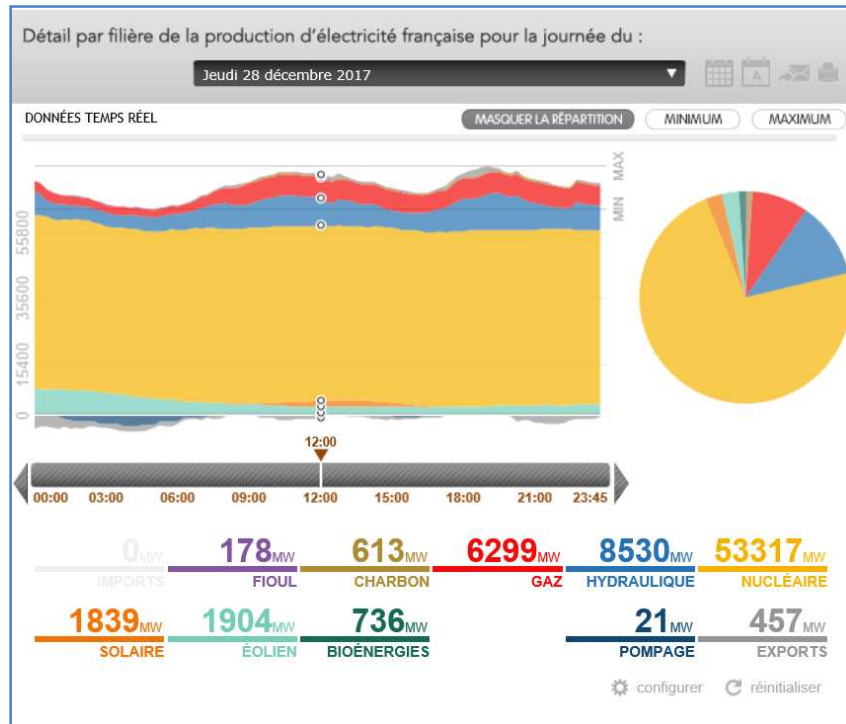 Détail par filière de la production d'électricité française pour la journée du :
Jeudi 28 décembre 2017
A
DONNÉES TEMPS RÉEL
MASQUER LA RÉPARTITION
MINIMUM
MAXIMUM
MAX
MIN
55800
35600
15400
0
12:00
00:00 03:00 06:00 09:00 12:00 15:00 18:00 21:00 23:45
0MW 178MW 613MW 6299MW 8530MW 53317MW
IMPORTS FIOUL CHARBON GAZ HYDRAULIQUE NUCLÉAIRE
1839MW 1904MW 736MW 21MW 457MW
SOLAIRE ÉOLIEN BIOÉNERGIES POMPAGE EXPORTS
configurer réinitialiser